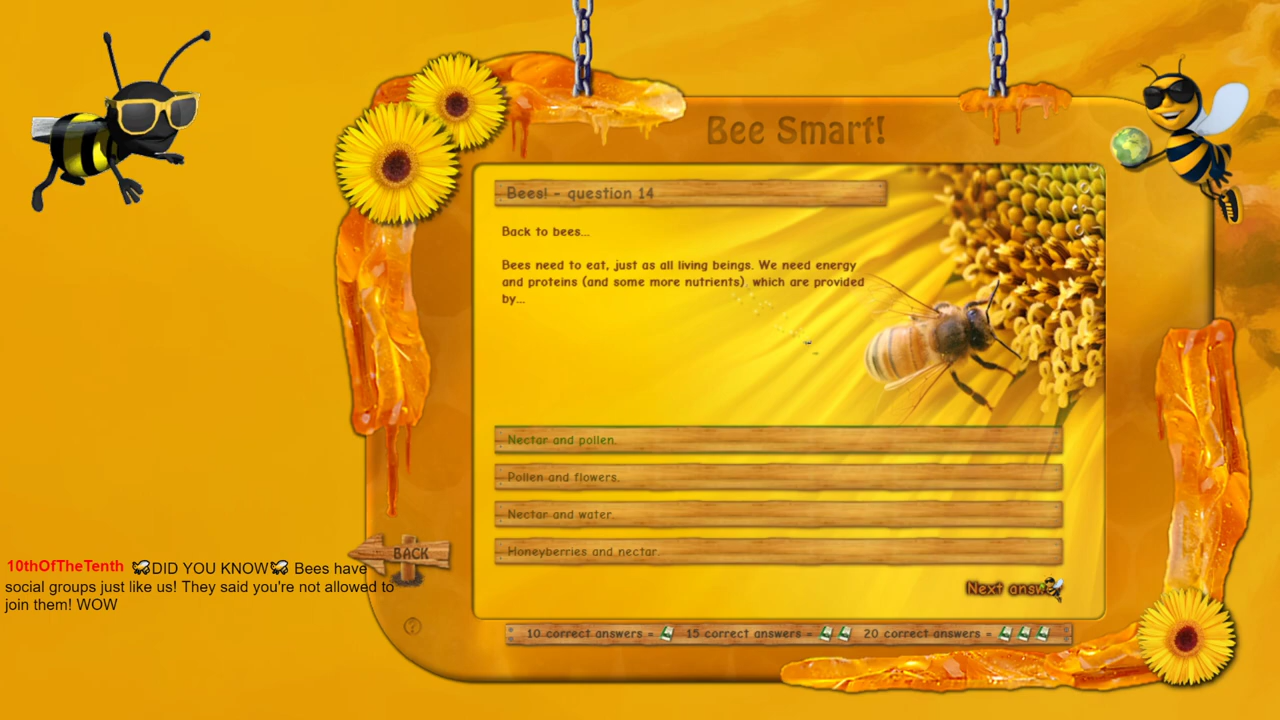 Bee Smart!
Bees! - question 14
Back to bees...
Bees need to eat, just as all living beings. We need energy
and proteins (and some more nutripents) which are provided
by...
Nectar and pollen.
Pollen and flowers.
Nectar and water.
Honeyberries and nectar.
BACK
10thOfTheTenth DID YOU KNOW Bees have
social groups just like us! They said you're not allowed to
join them! WOW
Next
10 correct answers = 15 correct answers = 20 correct answers =